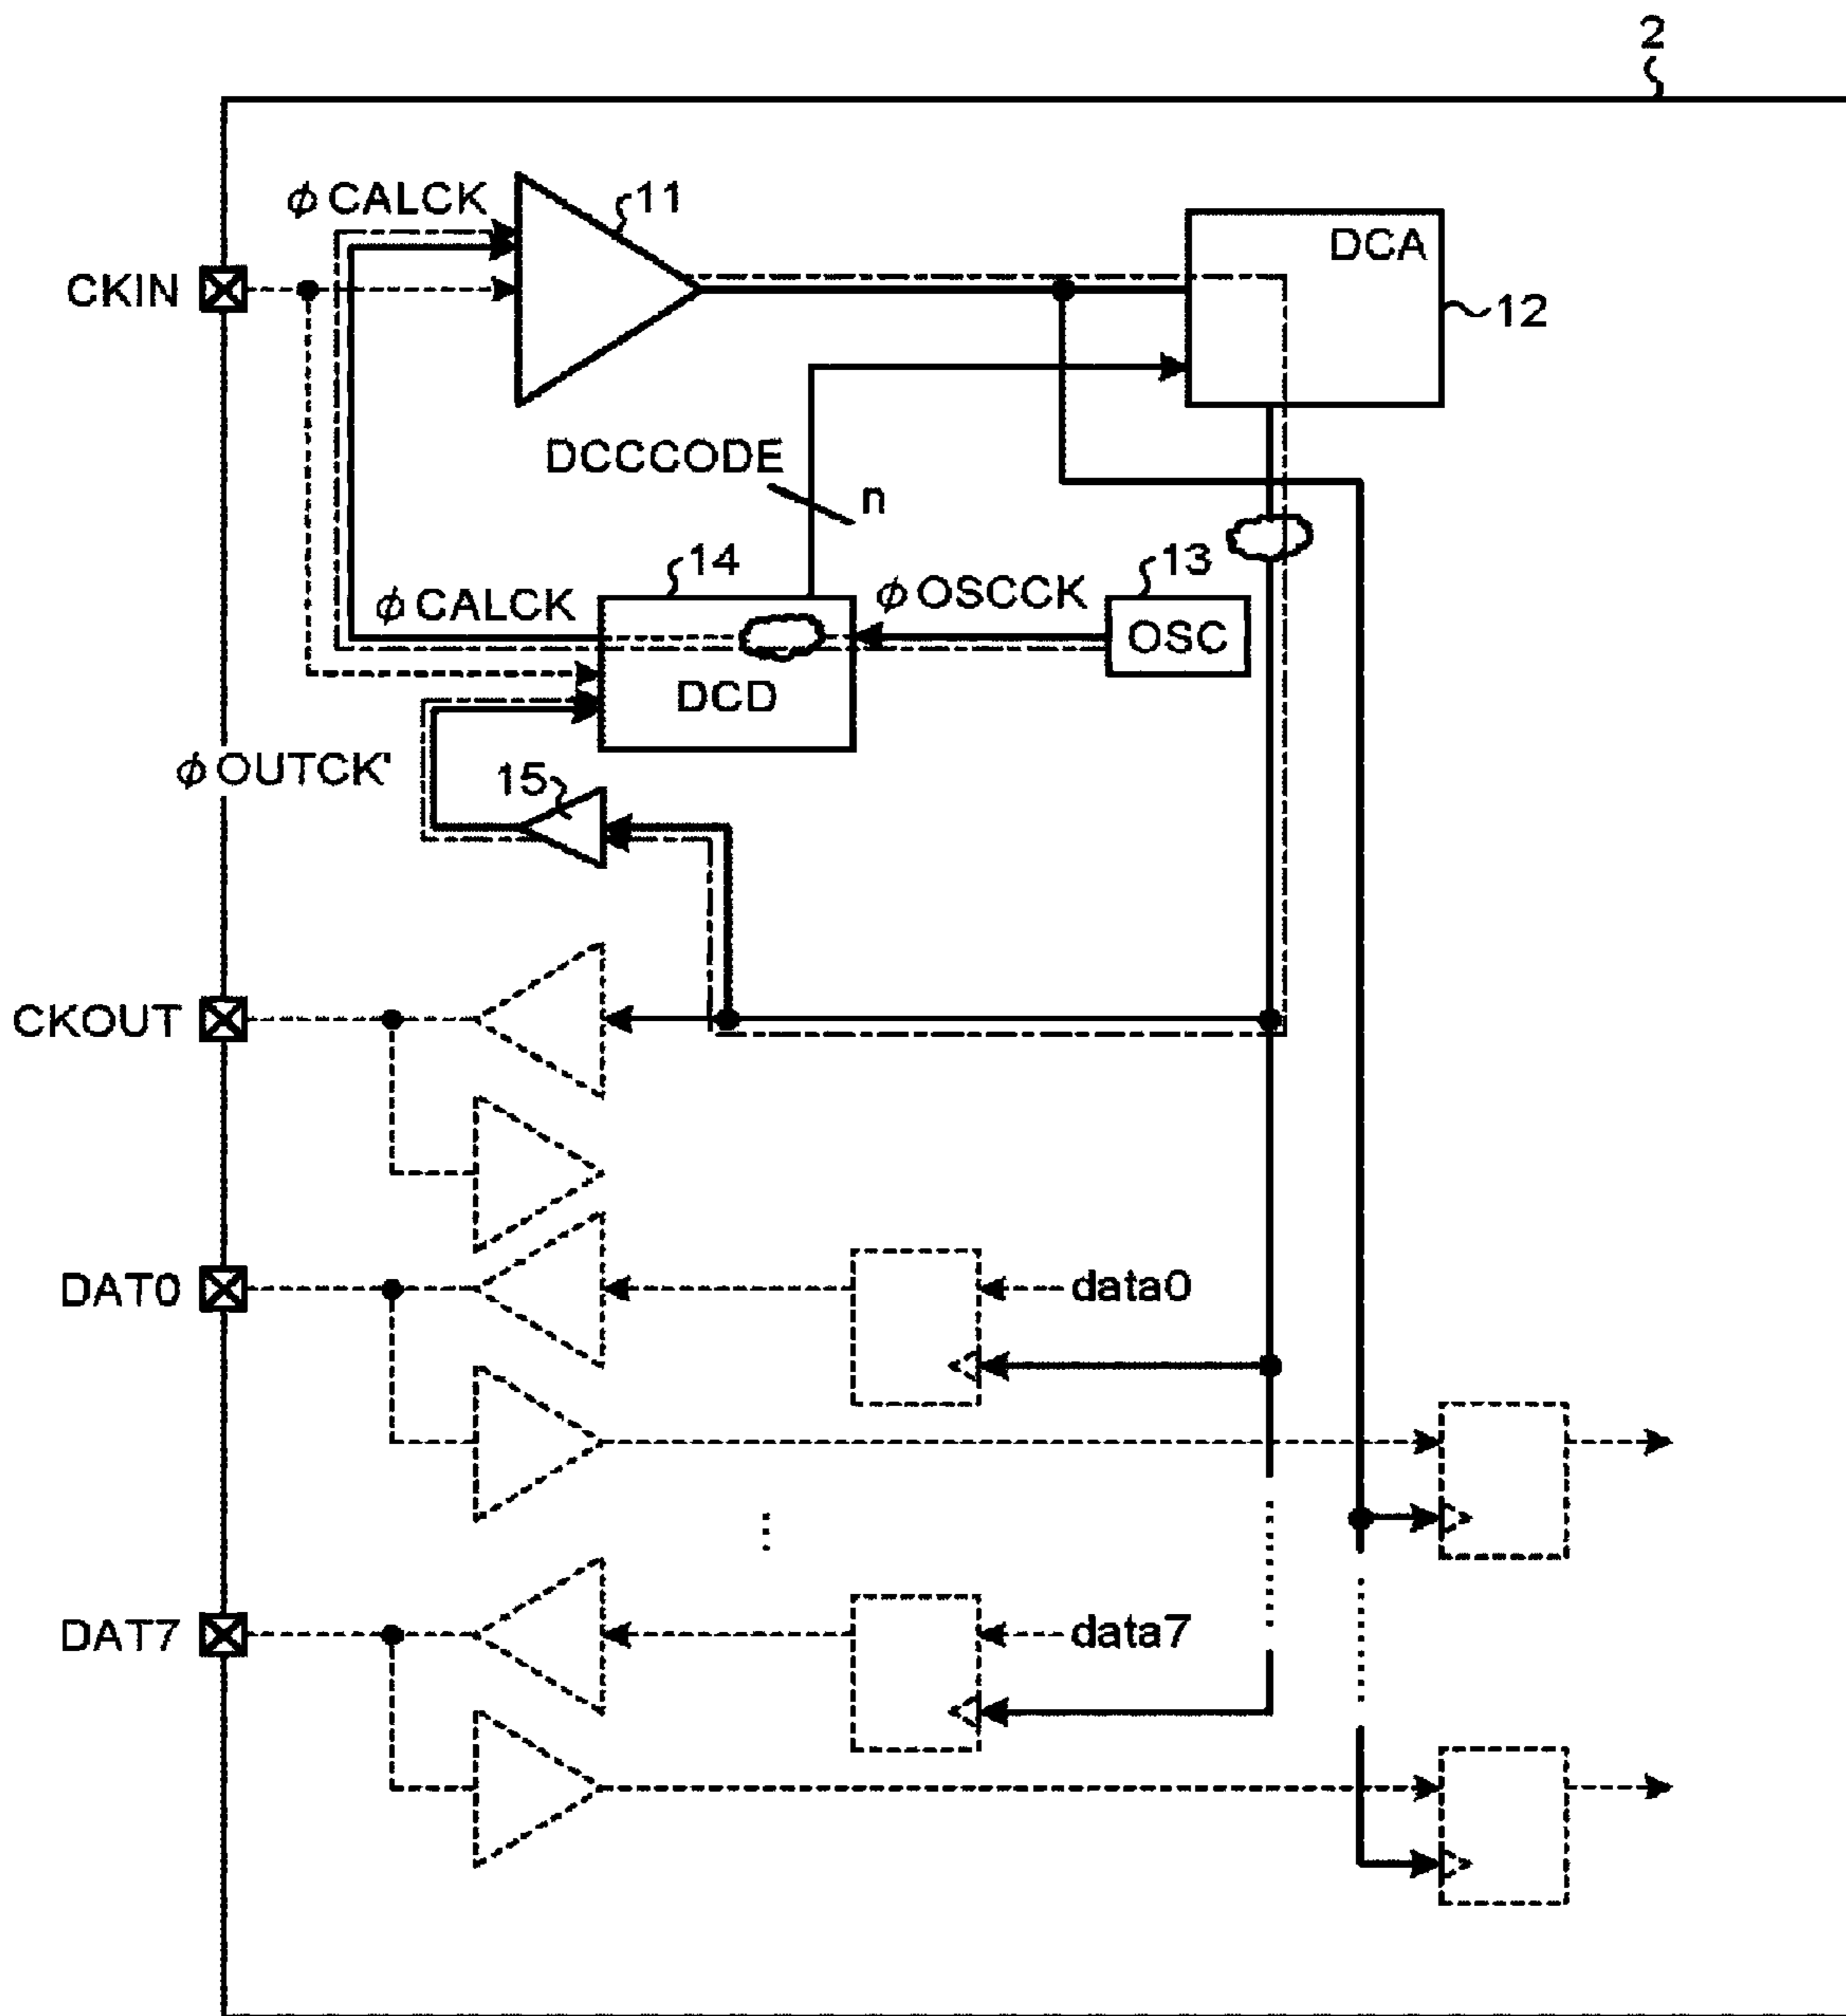 2
φCALCK
11
DCA
CKIN
12
DCCCODE
n
14
13
φCALCK
φOSCCK
OSC
DCD
φOUTCK'
15
CKOUT
DAT0
data0
DAT7
data7